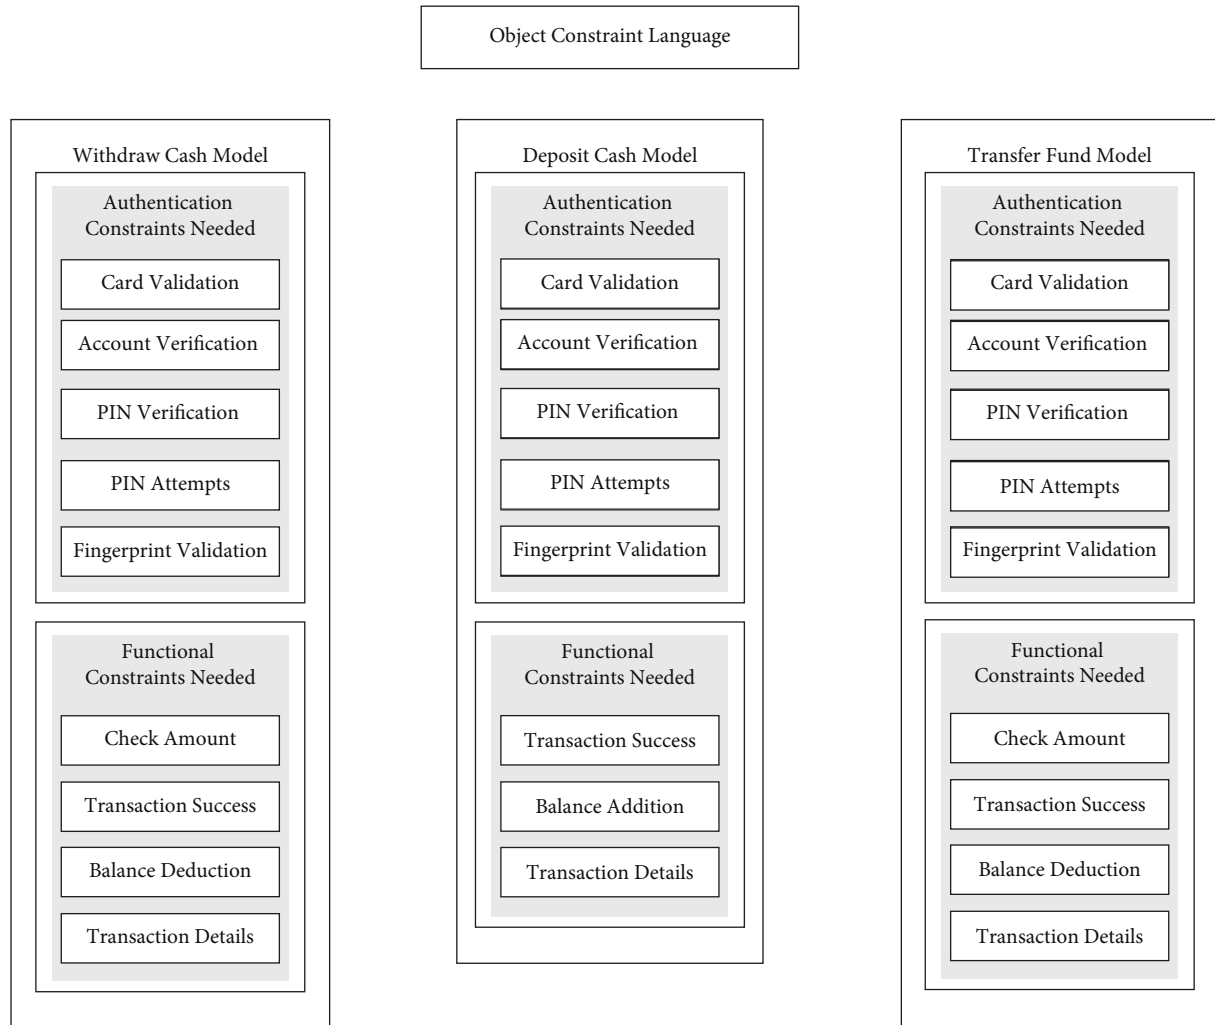 Object Constraint Language
Withdraw Cash Model
Authentication
Constraints Needed
Card Validation
Account Verification
PIN Verification
PIN Attempts
Fingerprint Validation
Functional
Constraints Needed
Check Amount
Transaction Success
Balance Deduction
Transaction Details
Deposit Cash Model
Authentication
Constraints Needed
Card Validation
Account Verification
PIN Verification
PIN Attempts
Fingerprint Validation
Functional
Constraints Needed
Transaction Success
Balance Addition
Transaction Details
Transfer Fund Model
Authentication
Constraints Needed
Card Validation
Account Verification
PIN Verification
PIN Attempts
Fingerprint Validation
Functional
Constraints Needed
Check Amount
Transaction Success
Balance Deduction
Transaction Details